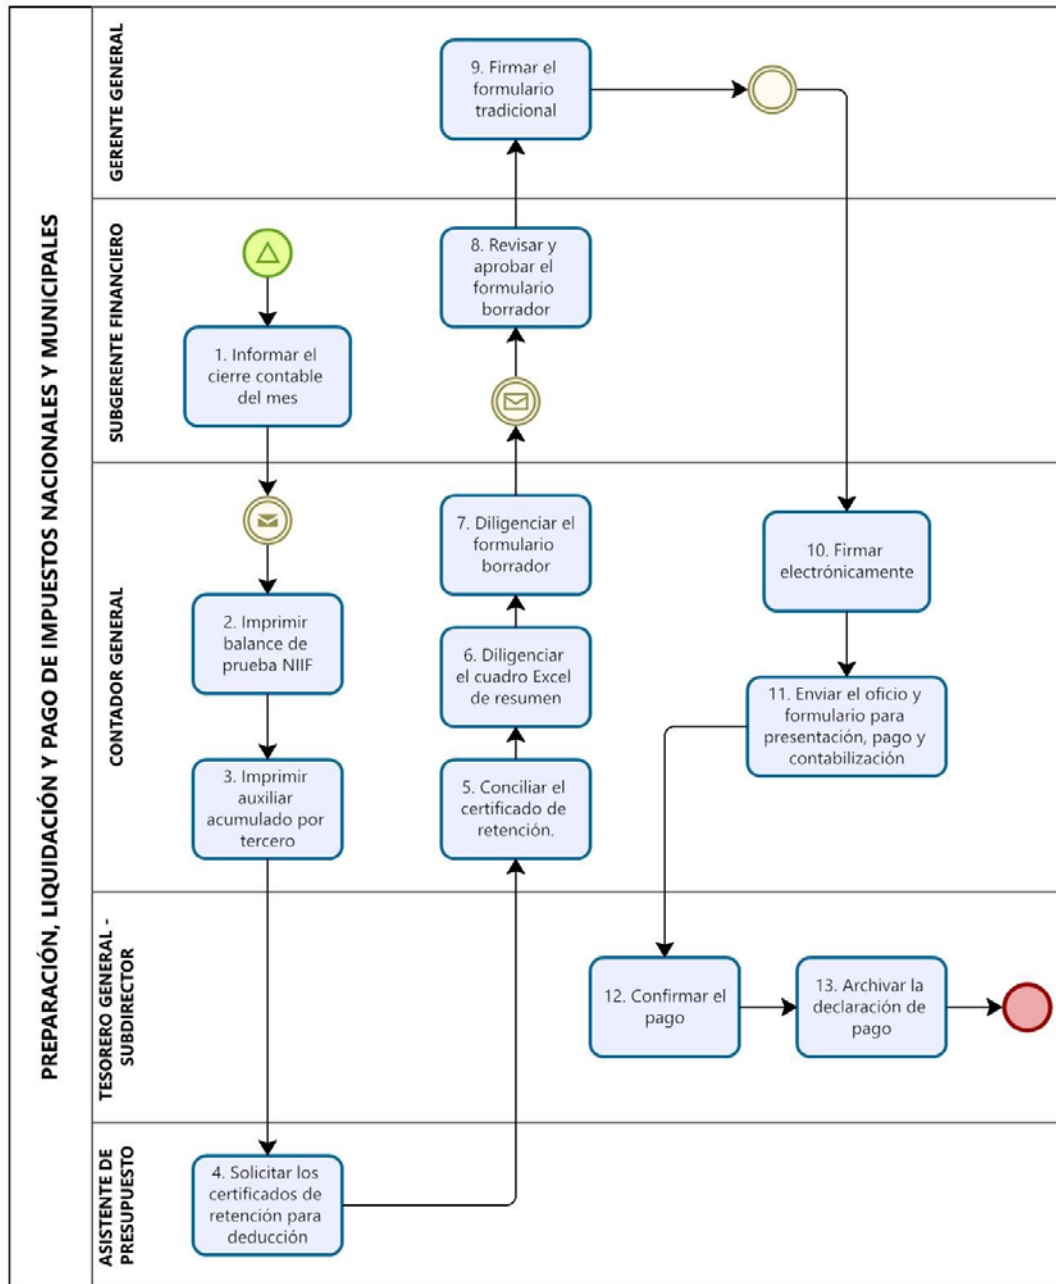 PREPARACIÓN, LIQUIDACIÓN Y PAGO DE IMPUESTOS NACIONALES Y MUNICIPALES
GERENTE GENERAL
9. Firmar el
formulario
tradicional
SUBGERENTE FINANCIERO
1. Informar el
cierre contable
del mes
8. Revisar y
aprobar el
formulario
borrador
CONTADOR GENERAL
2. Imprimir
balance de
prueba NIIF
3. Imprimir
auxiliar
acumulado por
tercero
7. Diligenciar el
formulario
borrador
6. Diligenciar
el cuadro Excel
de resumen
5. Conciliar el
certificado de
retención.
10. Firmar
electrónicamente
11. Enviar el oficio y
formulario para
presentación, pago y
contabilización
TESORERO GENERAL -
SUBDIRECTOR
12. Confirmar el
pago
13. Archivar la
declaración de
pago
ASISTENTE DE
PRESUPUESTO
4. Solicitar los
certificados de
retención para
deducción